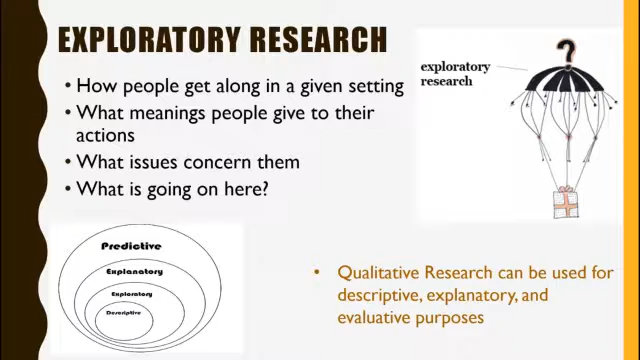 EXPLORATORY RESEARCH
• How people get along in a given setting
• What meanings people give to their
actions
• What issues concern them
• What is going on here?
?
exploratory
research
Predictive
Explanatory
Exploratory
Descriptive
• Qualitative Research can be used for
descriptive, explanatory, and
evaluative purposes